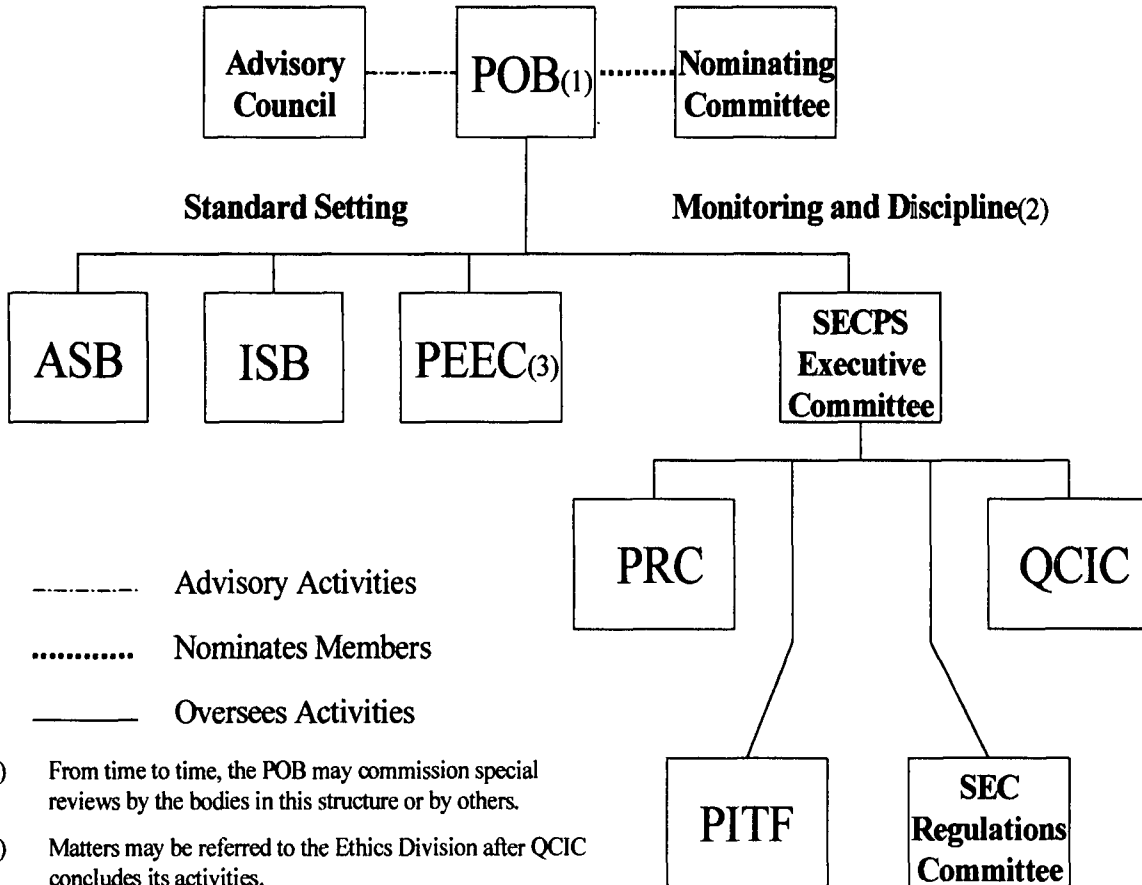 Advisory
Council
POB(1)
Nominating
Committee
Standard Setting
Monitoring and Discipline(2)
ASB
ISB
PEEC(3)
SECPS
Executive
Committee
PRC
QCIC
Advisory Activities
Nominates Members
Oversees Activities
PITF
SEC
Regulations
Committee
) From time to time, the POB may commission special
reviews by the bodies in this structure or by others.
) Matters may be referred to the Ethics Division after QCIC
concludes its activities.